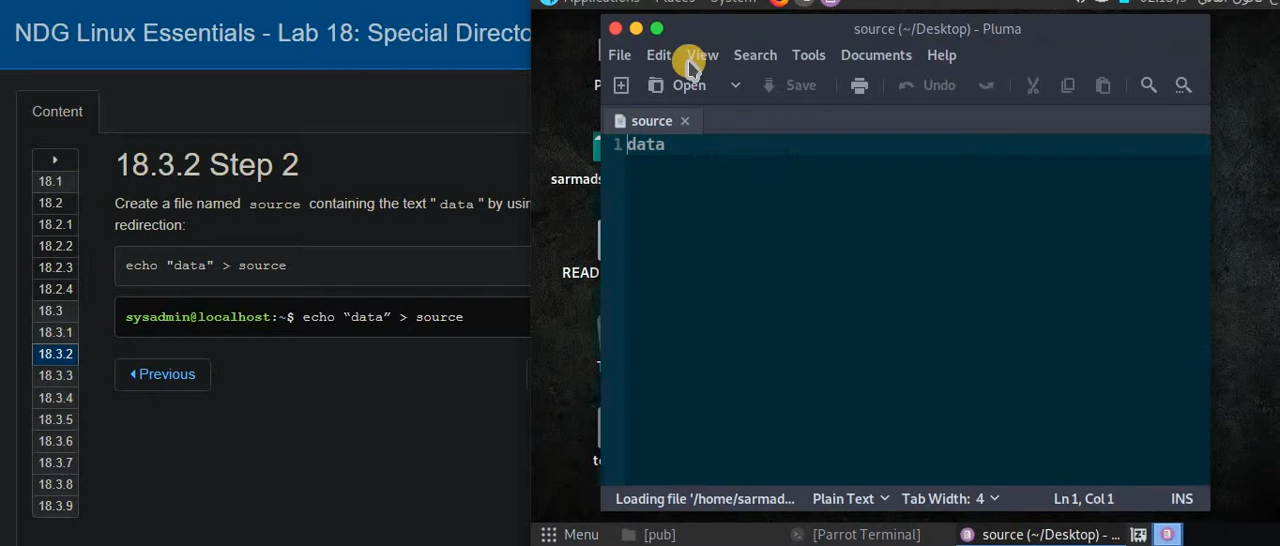 NDG Linux Essentials - Lab 18: Special Directo
Content
18.1
18.2
18.2.1
18.2.2
18.2.3
18.2.4
18.3
18.3.1
18.3.2
18.3.3
18.3.4
18.3.5
18.3.6
18.3.7
18.3.8
18.3.9
18.3.2 Step 2
Create a file named source containing the text " data " by usin
redirection:
echo "data" > source
sysadmin@localhost:~$ echo “data” > source
Previous
Applications Places System
source (~/Desktop) - Pluma
File Edit View Search Tools Documents Help
Open Save Undo
source
1 data
sarmads
READ
Loading file '/home/sarmad... Plain Text Tab Width: 4 Ln 1, Col 1 INS
Menu [pub] [Parrot Terminal] source (~/Desktop) - ...